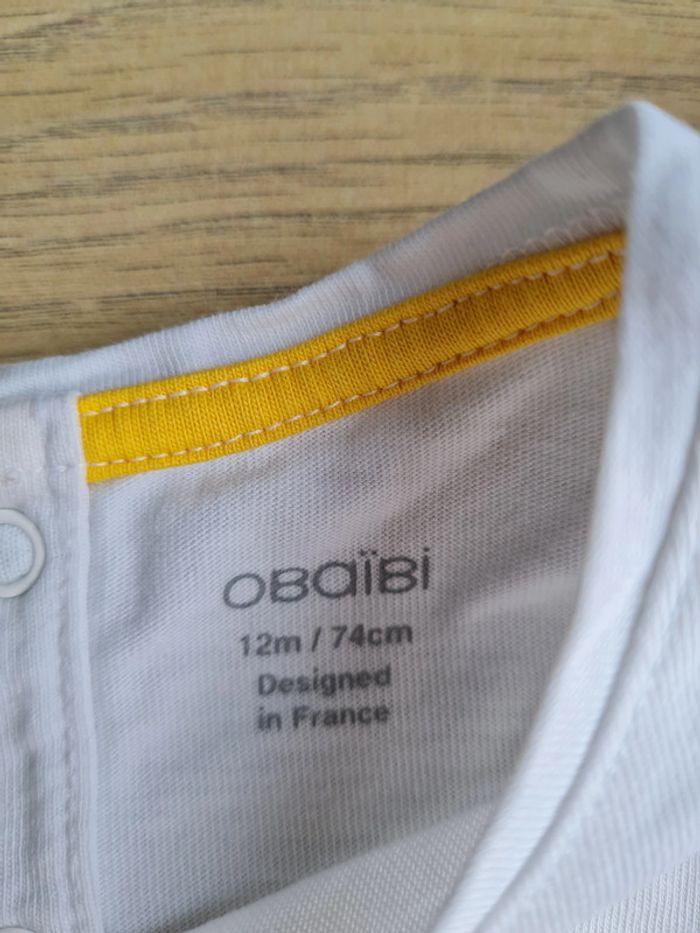 OBaïBi
12m / 74cm
Designed
in France